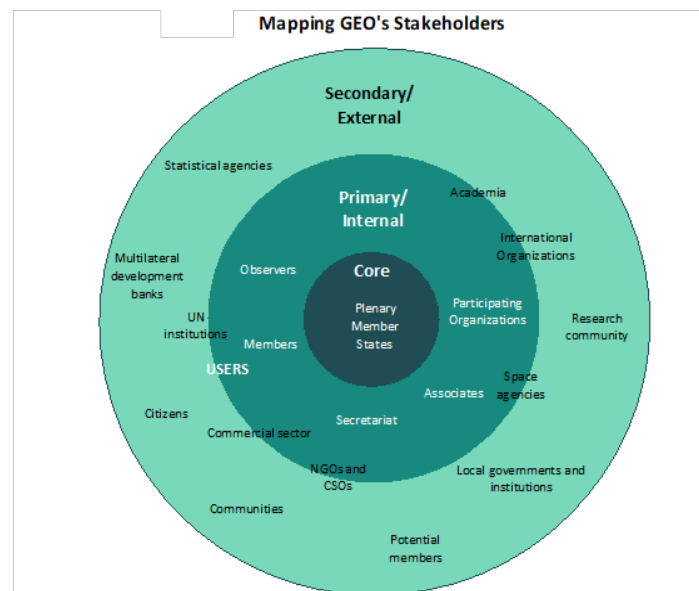 Mapping GEO's Stakeholders
Secondary/
External
Statistical agencies
Primary/
Internal
Academia
International
Organizations
Multilateral
development
banks
Observers
Core
Plenary
Member
States
Participating
Organizations
Research
community
UN
institutions
Members
USERS
Space
agencies
Associates
Citizens
Commercial sector
Secretariat
NGOs and
CSOs
Local governments and
institutions
Communities
Potential
members